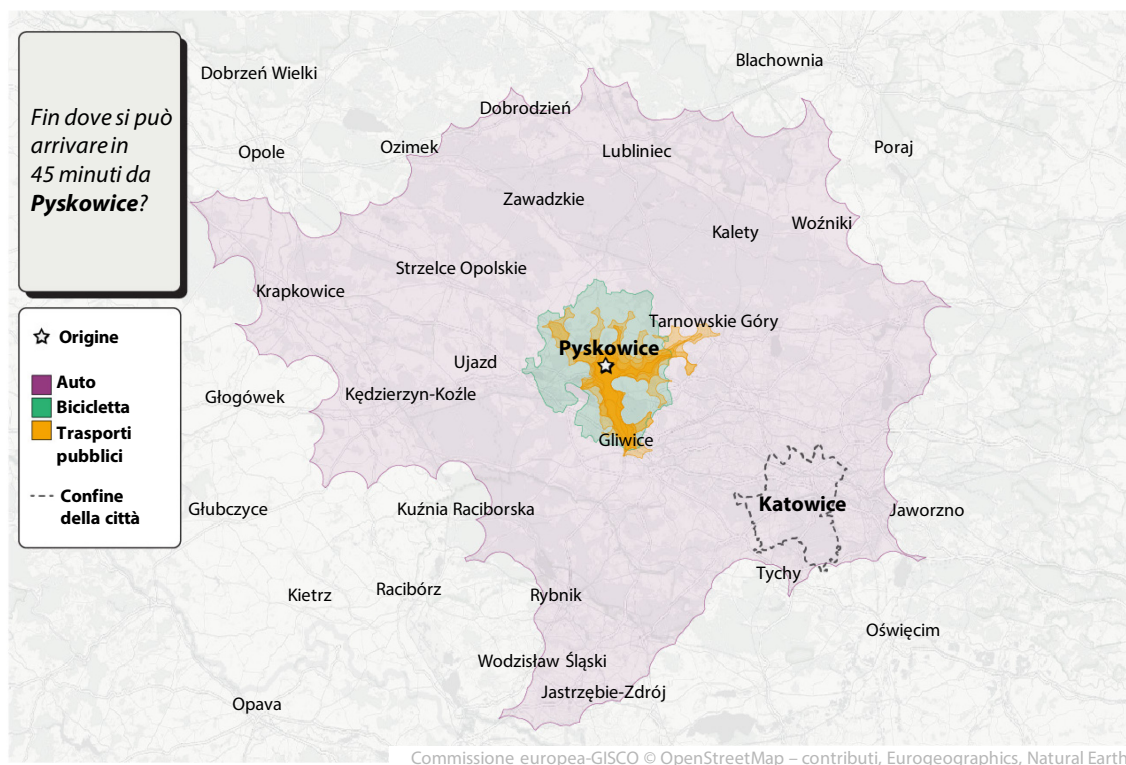 Fin dove si può
arrivare in
45 minuti da
Pyskowice?
Origine
Auto
Bicicletta
Trasporti
pubblici
Confine
della città
Blachownia
Dobrzeń Wielki
Dobrodzień
Opole
Ozimek
Lubliniec
Poraj
Zawadzkie
Kalety
Woźniki
Strzelce Opolskie
Krapkowice
Tarnowskie Góry
Pyskowice
Ujazd
Głogówek
Kędzierzyn-Koźle
Gliwice
Głubczyce
Kuźnia Raciborska
Katowice
Jaworzno
Tychy
Kietrz
Racibórz
Rybnik
Oświęcim
Wodzisław Śląski
Jastrzębie-Zdrój
Opava
Commissione europea-GISCO © OpenStreetMap – contributi, Eurogeographics, Natural Earth